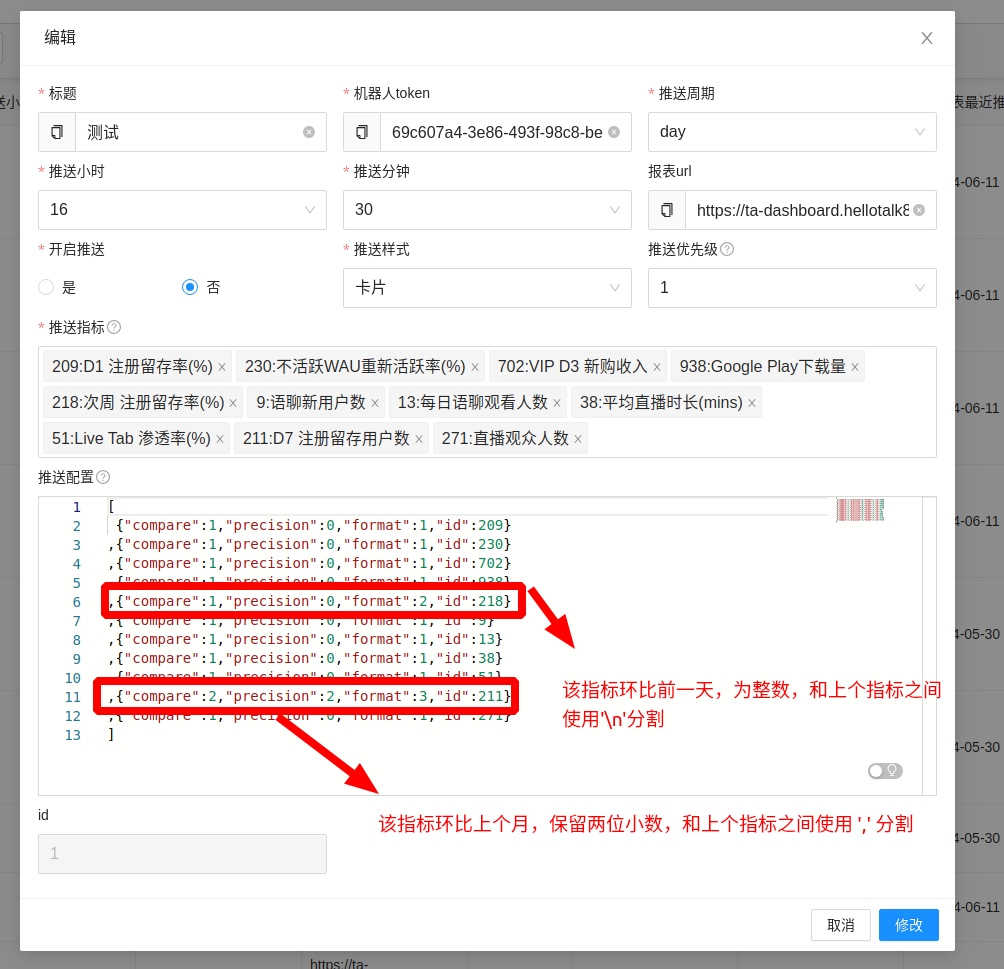 编辑
* 标题
* 机器人token
* 推送周期
测试
69c607a4-3e86-493f-98c8-be
day
* 推送小时
* 推送分钟
报表url
16
30
https://ta-dashboard.hellotalk8
* 开启推送
* 推送样式
推送优先级
是
否
卡片
1
* 推送指标
209:D1 注册留存率(%) ×
230:不活跃WAU重新活跃率(%) ×
702:VIP D3 新购收入 ×
938:Google Play下载量 ×
218:次周 注册留存率(%) ×
9:语聊新用户数 ×
13:每日语聊观看人数 ×
38:平均直播时长(mins) ×
51:Live Tab 渗透率(%) ×
211:D7 注册留存用户数 ×
271:直播观众人数 ×
推送配置
1 [
2 {"compare":1,"precision":0,"format":1,"id":209}
3 ,{"compare":1,"precision":0,"format":1,"id":230}
4 ,{"compare":1,"precision":0,"format":1,"id":702}
5 ,{"compare":1,"precision":0,"format":1,"id":938}
6 ,{"compare":1,"precision":0,"format":2,"id":218}
7 ,{"compare":1,"precision":0,"format":1,"id":9}
8 ,{"compare":1,"precision":0,"format":1,"id":13}
9 ,{"compare":1,"precision":0,"format":1,"id":38}
10 ,{"compare":1,"precision":0,"format":1,"id":51}
11 ,{"compare":2,"precision":2,"format":3,"id":211}
12 ,{"compare":1,"precision":0,"format":1,"id":271}
13 ]
该指标环比前一天，为整数，和上个指标之间
使用'\n'分割
该指标环比上个月，保留两位小数，和上个指标之间使用 ',' 分割
id
1
取消
修改
送小
表最近推
4-06-11
4-06-11
4-06-11
4-06-11
4-05-30
4-05-30
4-05-30
4-06-11
https://ta-